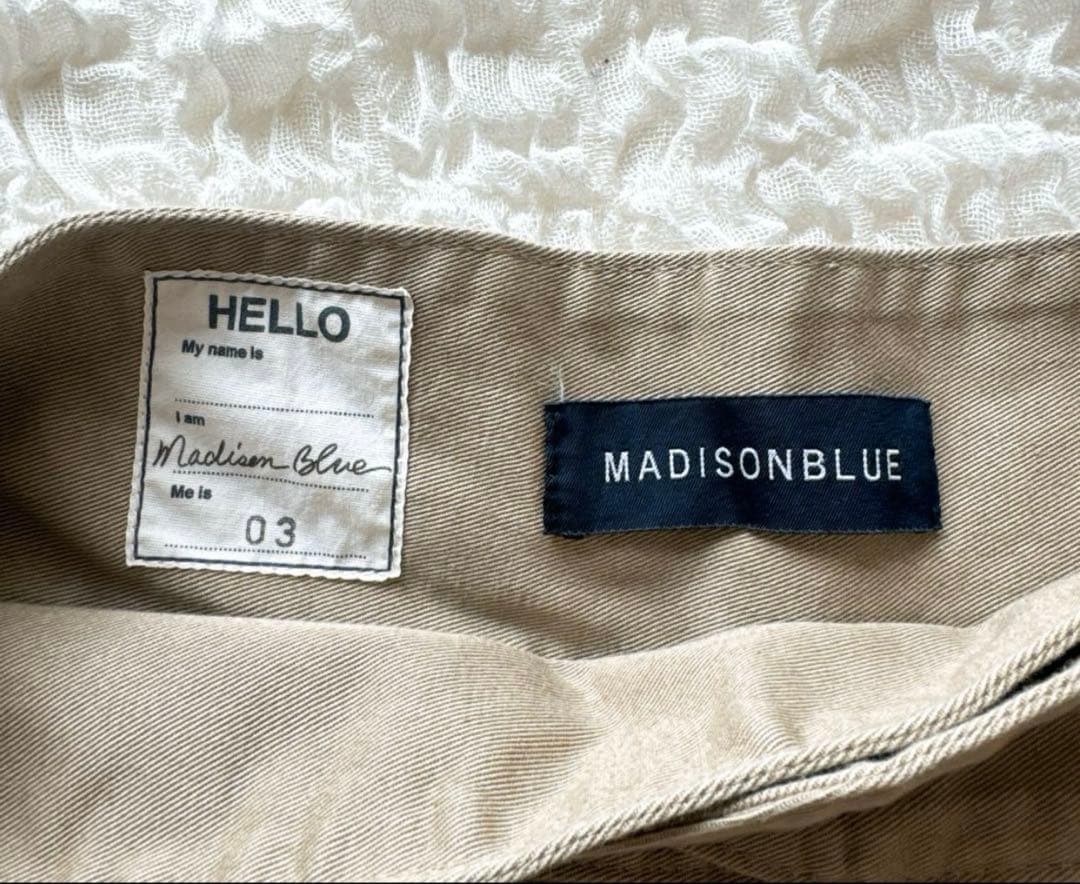 HELLO
My name is
I am
Madison Blue
Me is
03
MADISONBLUE